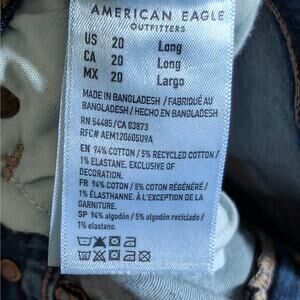 AMERICAN EAGLE
OUTFITTERS
US 20 Long
CA 20 Long
MX 20 Largo
MADE IN BANGLADESH / FABRIQUÉ AU
BANGLADESH / HECHO EN BANGLADESH
RN 54485/CA 03873
RFC# AEM120605U9A
EN 94% COTTON / 5% RECYCLED COTTON /
1% ELASTANE. EXCLUSIVE OF
DECORATION.
FR 94% COTON / 5% COTON RÉGÉNÉRÉ /
1% ÉLASTHANNE. À L'EXCEPTION DE LA
GARNITURE.
SP 94% algodón / 5% algodón reciclado /
1% elastano.